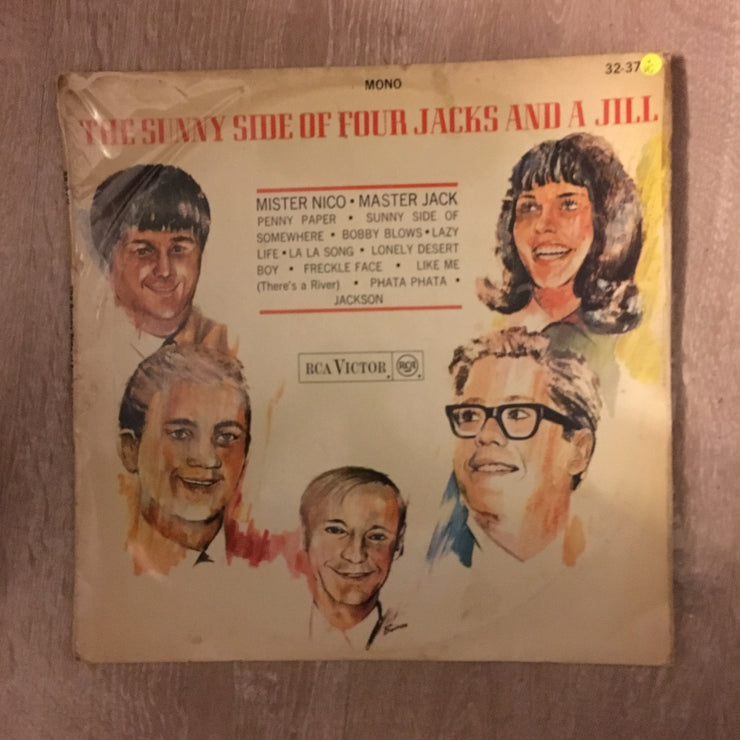 MONO
32-37
THE SUNNY SIDE OF FOUR JACKS AND A JILL
MISTER NICO • MASTER JACK
PENNY PAPER • SUNNY SIDE OF
SOMEWHERE • BOBBY BLOWS • LAZY
LIFE • LA LA SONG • LONELY DESERT
BOY • FRECKLE FACE • LIKE ME
(There's a River) • PHATA PHATA •
JACKSON
RCA VICTOR RCA